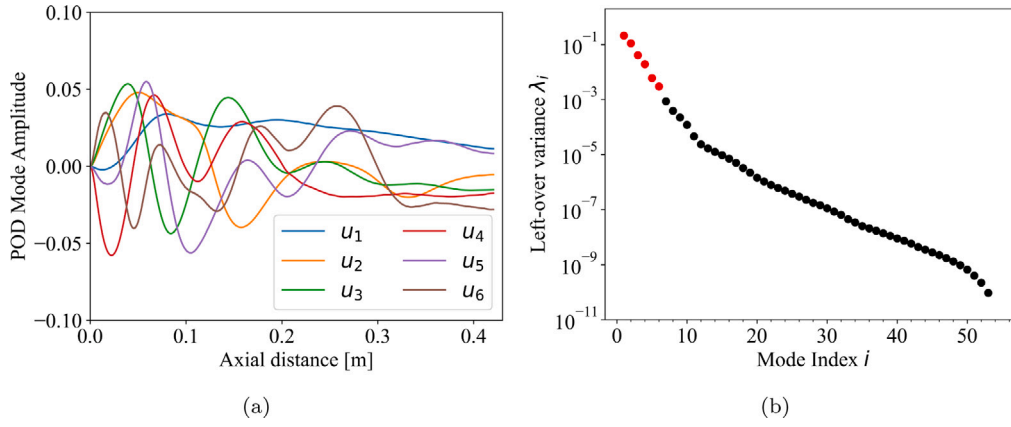 0.10
0.05
0.00
−0.05
−0.10
POD Mode Amplitude
u1
u2
u3
u4
u5
u6
0.0
0.1
0.2
0.3
0.4
Axial distance [m]
(a)
10−1
10−3
10−5
10−7
10−9
10−11
Left-over variance λi
0
10
20
30
40
50
Mode Index i
(b)